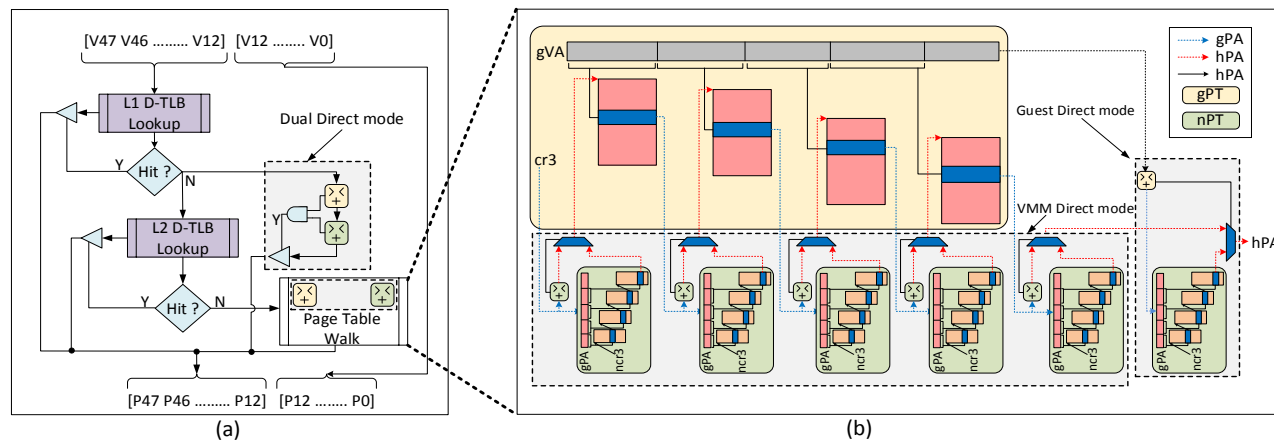 [V47 V46 ......... V12]
[V12 ........ V0]
L1 D-TLB
Lookup
Dual Direct mode
Y
Hit ?
N
Y
L2 D-TLB
Lookup
Y
Hit ?
N
Page Table
Walk
[P47 P46 ......... P12]
[P12 ........ P0]
(a)
gVA
cr3
gPA
hPA
hPA
gPT
nPT
Guest Direct mode
VMM Direct mode
hPA
gPA
ncr3
gPA
ncr3
gPA
ncr3
gPA
ncr3
gPA
ncr3
gPA
ncr3
(b)